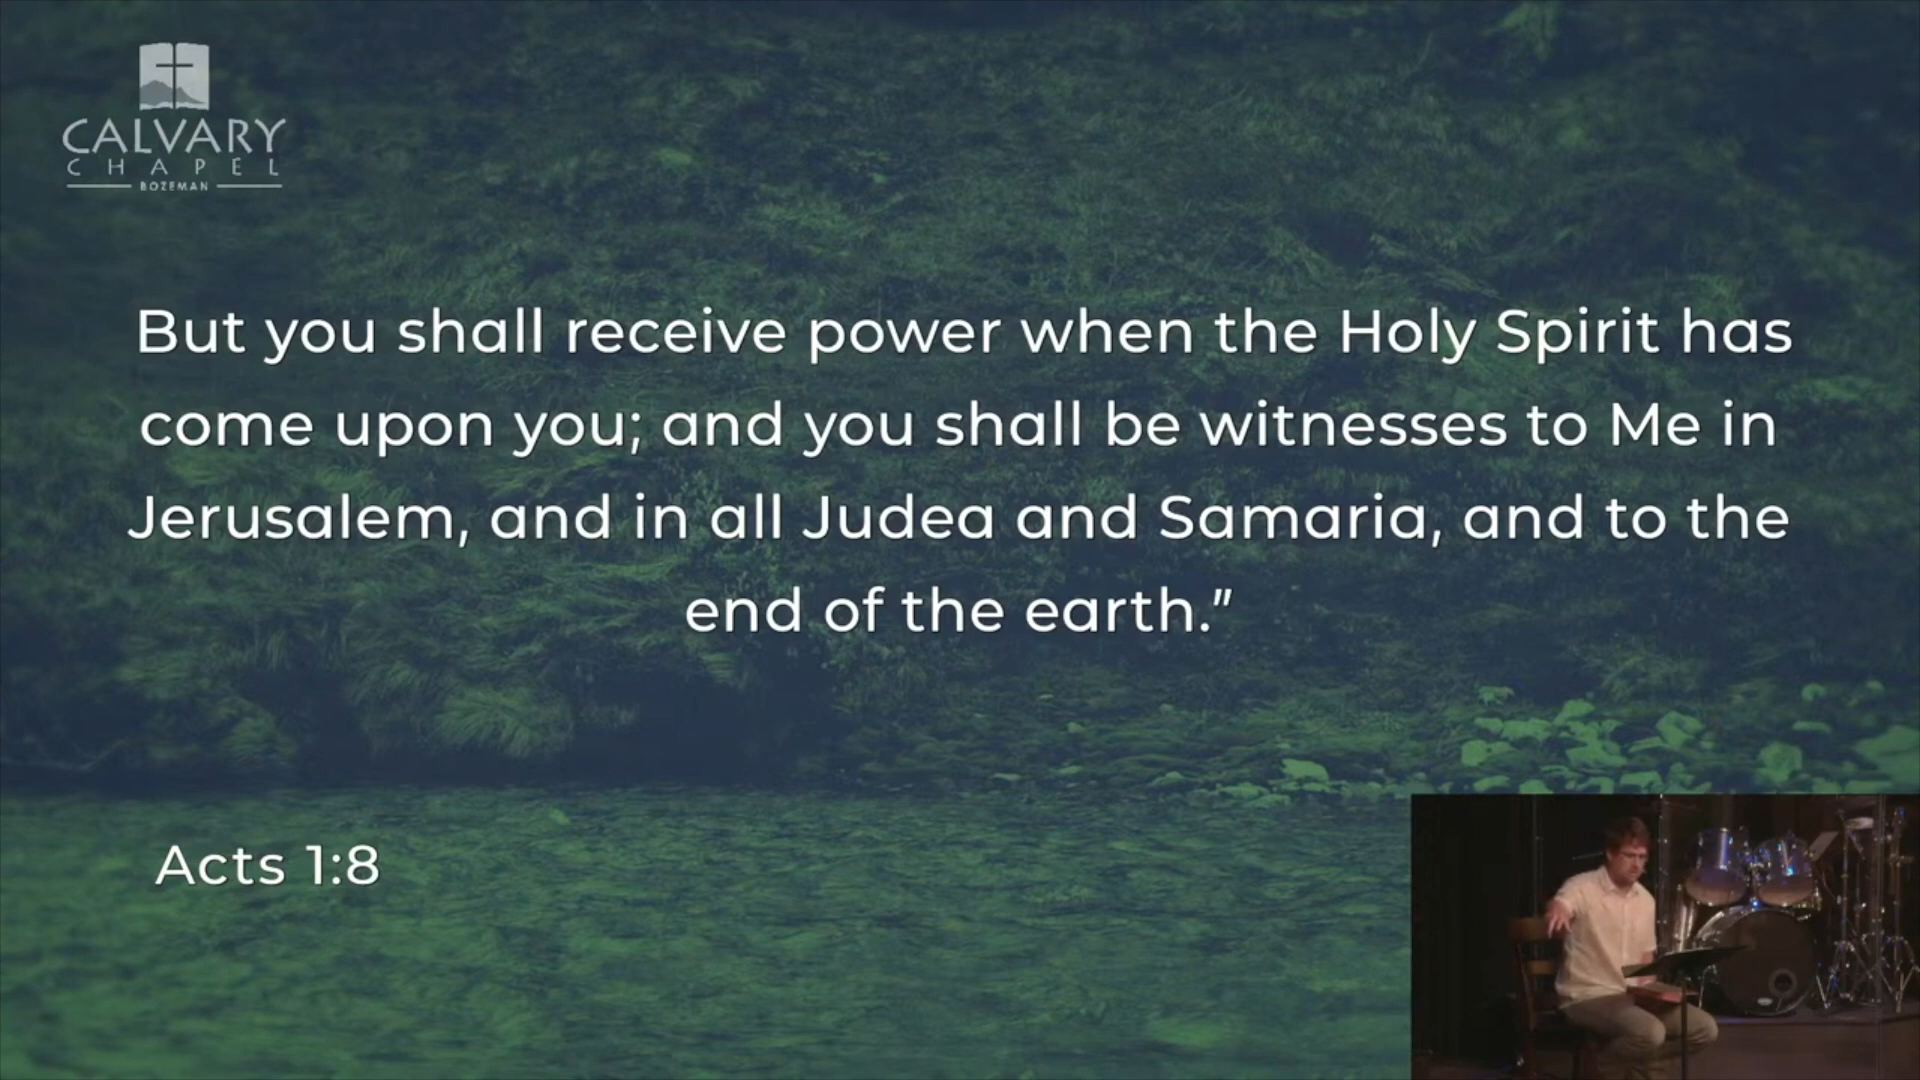 CALVARY
CHAPEL
BOZEMAN
But you shall receive power when the Holy Spirit has
come upon you; and you shall be witnesses to Me in
Jerusalem, and in all Judea and Samaria, and to the
end of the earth.”
Acts 1:8